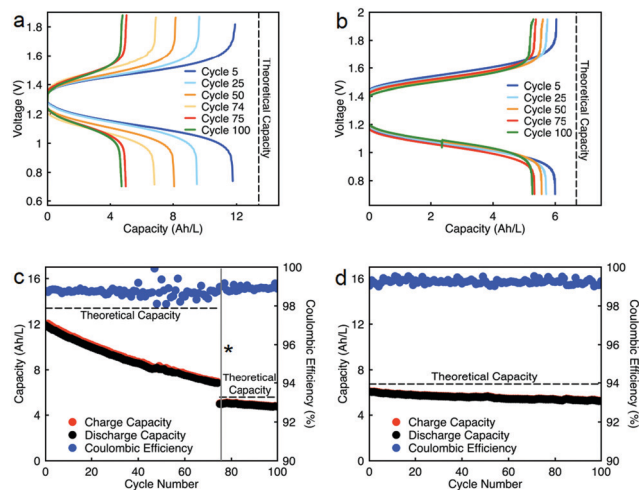 a
1.8
1.6
1.4
1.2
1.0
0.8
0.6
Voltage (V)
Cycle 5
Cycle 25
Cycle 50
Cycle 74
Cycle 75
Cycle 100
Theoretical Capacity
0
3
6
9
12
Capacity (Ah/L)
b
2
1.8
1.6
1.4
1.2
1
0.8
Voltage (V)
Cycle 5
Cycle 25
Cycle 50
Cycle 75
Cycle 100
Theoretical Capacity
0
2
4
6
Capacity (Ah/L)
c
16
12
8
4
0
Capacity (Ah/L)
Theoretical Capacity
*
Theoretical
Capacity
Charge Capacity
Discharge Capacity
Coulombic Efficiency
100
98
96
94
92
90
Coulombic Efficiency (%)
0
20
40
60
80
100
Cycle Number
d
16
12
8
4
0
Capacity (Ah/L)
Theoretical Capacity
Charge Capacity
Discharge Capacity
Coulombic Efficiency
100
98
96
94
92
90
Coulombic Efficiency (%)
0
20
40
60
80
100
Cycle Number